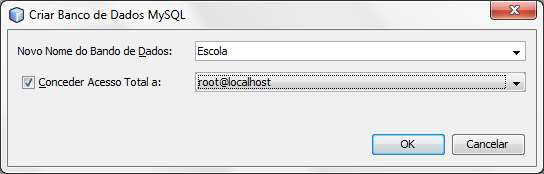 Criar Banco de Dados MySQL
Novo Nome do Bando de Dados: Escola
Conceder Acesso Total a: root@localhost
OK Cancelar